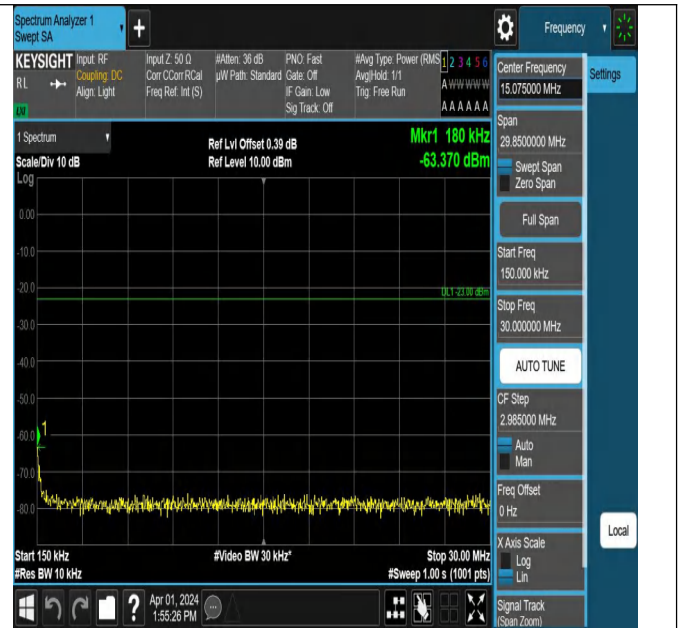 Spectrum Analyzer 1
Swept SA
+
Frequency
KEYSIGHT
RL
Input: RF
Coupling: DC
Align: Light
Input Z: 50 Ω
Corr CCorr RCal
Freq Ref: Int (S)
#Atten: 36 dB
µW Path: Standard
PNO: Fast
Gate: Off
IF Gain: Low
Sig Track: Off
#Avg Type: Power (RMS
Avg|Hold: 1/1
Trig: Free Run
1 2 3 4 5 6
A W W W W W
A A A A A A
1 Spectrum
Scale/Div 10 dB
Log
Ref Lvl Offset 0.39 dB
Ref Level 10.00 dBm
Mkr1 180 kHz
-63.370 dBm
0.00
-10.0
-20.0
DL1 -23.00 dBm
-30.0
-40.0
-50.0
1
-60.0
-70.0
-80.0
Start 150 kHz
#Res BW 10 kHz
#Video BW 30 kHz*
Stop 30.00 MHz
#Sweep 1.00 s (1001 pts)
Center Frequency
15.075000 MHz
Settings
Span
29.8500000 MHz
Swept Span
Zero Span
Full Span
Start Freq
150.000 kHz
Stop Freq
30.000000 MHz
AUTO TUNE
CF Step
2.985000 MHz
Auto
Man
Freq Offset
0 Hz
X Axis Scale
Log
Lin
Local
Signal Track
(Span Zoom)
?
Apr 01, 2024
1:55:26 PM